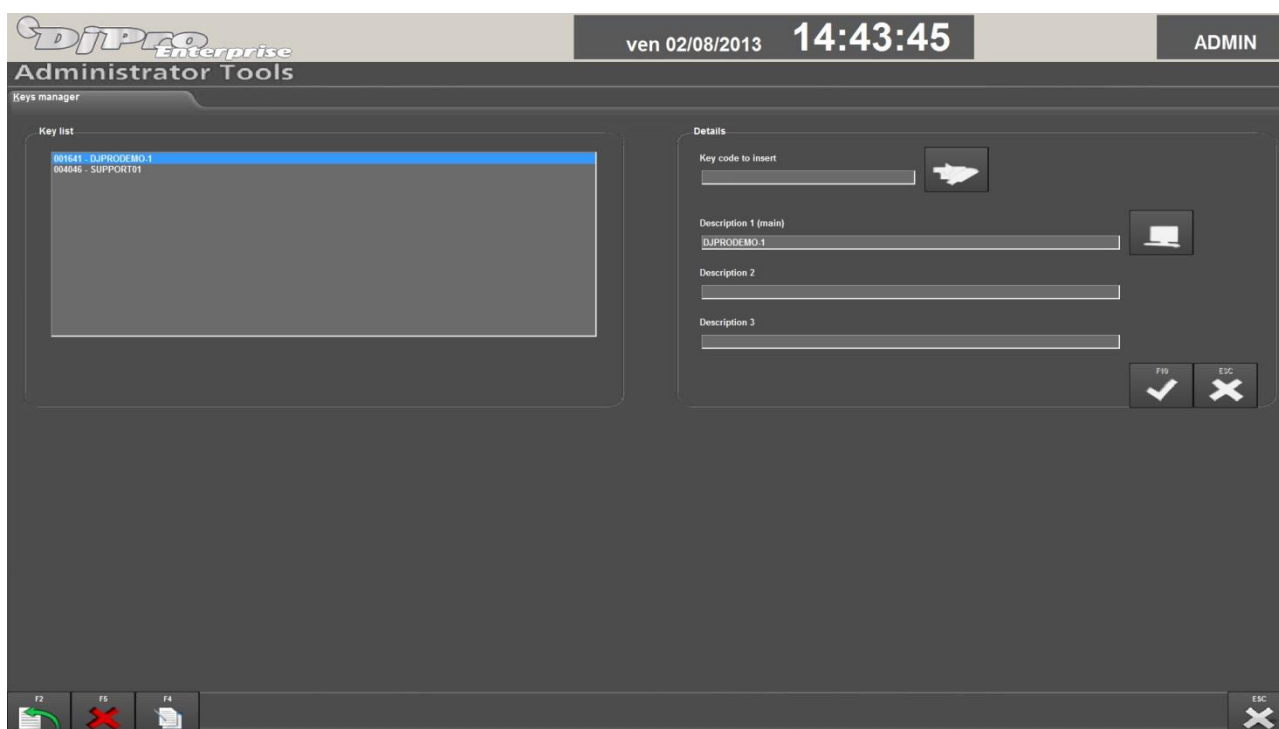 DJPro
Enterprise
ven 02/08/2013 14:43:45 ADMIN
Administrator Tools
Keys manager
Key list
001641 - DJPRODEMO-1
004046 - SUPPORT01
Details
Key code to insert
Description 1 (main)
DJPRODEMO-1
Description 2
Description 3
F10 ESC
F2 F5 F4 ESC